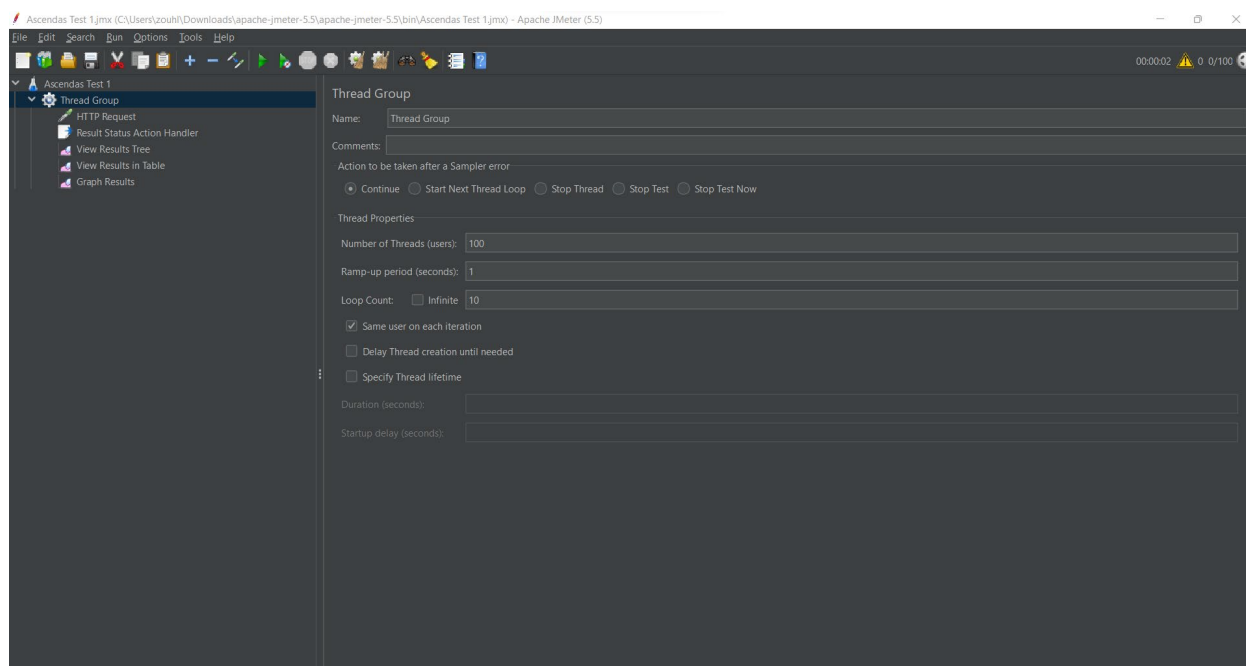 Ascendas Test 1.jmx (C:\Users\zouhl\Downloads\apache-jmeter-5.5\apache-jmeter-5.5\bin\Ascendas Test 1.jmx) - Apache JMeter (5.5)
File Edit Search Run Options Tools Help
00:00:02 0 0/100
Ascendas Test 1
Thread Group
HTTP Request
Result Status Action Handler
View Results Tree
View Results in Table
Graph Results
Thread Group
Name: Thread Group
Comments:
Action to be taken after a Sampler error
Continue Start Next Thread Loop Stop Thread Stop Test Stop Test Now
Thread Properties
Number of Threads (users): 100
Ramp-up period (seconds): 1
Loop Count: Infinite 10
Same user on each iteration
Delay Thread creation until needed
Specify Thread lifetime
Duration (seconds):
Startup delay (seconds):